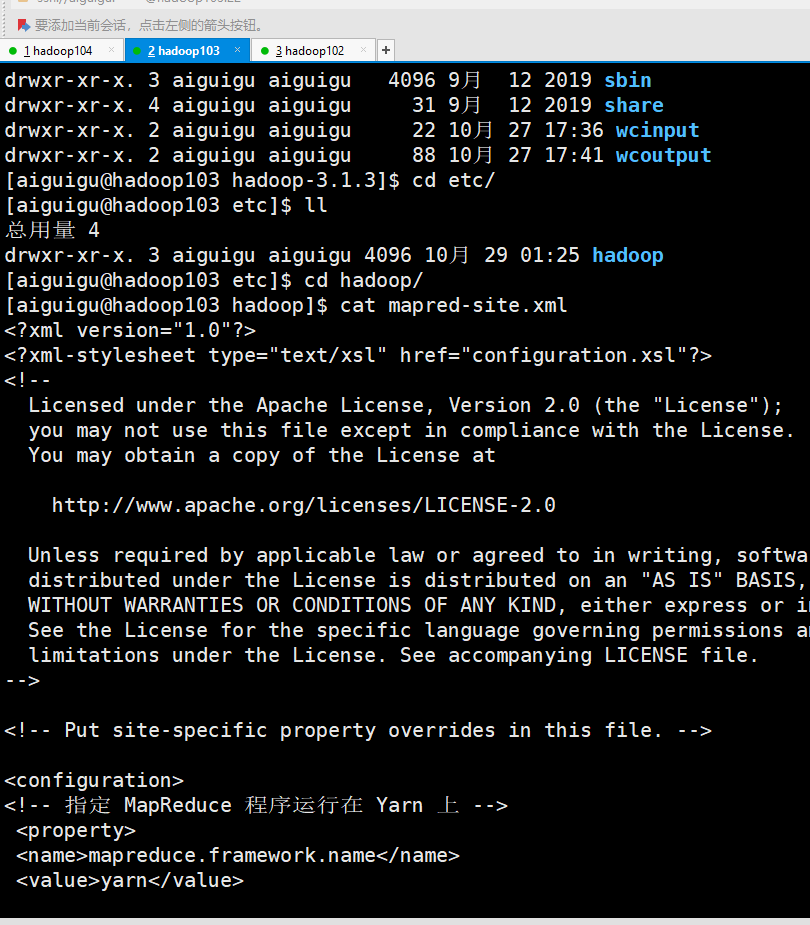 要添加当前会话，点击左侧的箭头按钮。
1 hadoop104 × 2 hadoop103 × 3 hadoop102 × +
drwxr-xr-x. 3 aiguigu aiguigu 4096 9月 12 2019 sbin
drwxr-xr-x. 4 aiguigu aiguigu 31 9月 12 2019 share
drwxr-xr-x. 2 aiguigu aiguigu 22 10月 27 17:36 wcinput
drwxr-xr-x. 2 aiguigu aiguigu 88 10月 27 17:41 wcoutput
[aiguigu@hadoop103 hadoop-3.1.3]$ cd etc/
[aiguigu@hadoop103 etc]$ ll
总用量 4
drwxr-xr-x. 3 aiguigu aiguigu 4096 10月 29 01:25 hadoop
[aiguigu@hadoop103 etc]$ cd hadoop/
[aiguigu@hadoop103 hadoop]$ cat mapred-site.xml
<?xml version="1.0"?>
<?xml-stylesheet type="text/xsl" href="configuration.xsl"?>
<!--
  Licensed under the Apache License, Version 2.0 (the "License");
  you may not use this file except in compliance with the License.
  You may obtain a copy of the License at

    http://www.apache.org/licenses/LICENSE-2.0

  Unless required by applicable law or agreed to in writing, softwa
  distributed under the License is distributed on an "AS IS" BASIS,
  WITHOUT WARRANTIES OR CONDITIONS OF ANY KIND, either express or i
  See the License for the specific language governing permissions a
  limitations under the License. See accompanying LICENSE file.
-->

<!-- Put site-specific property overrides in this file. -->

<configuration>
<!-- 指定 MapReduce 程序运行在 Yarn 上 -->
 <property>
 <name>mapreduce.framework.name</name>
 <value>yarn</value>